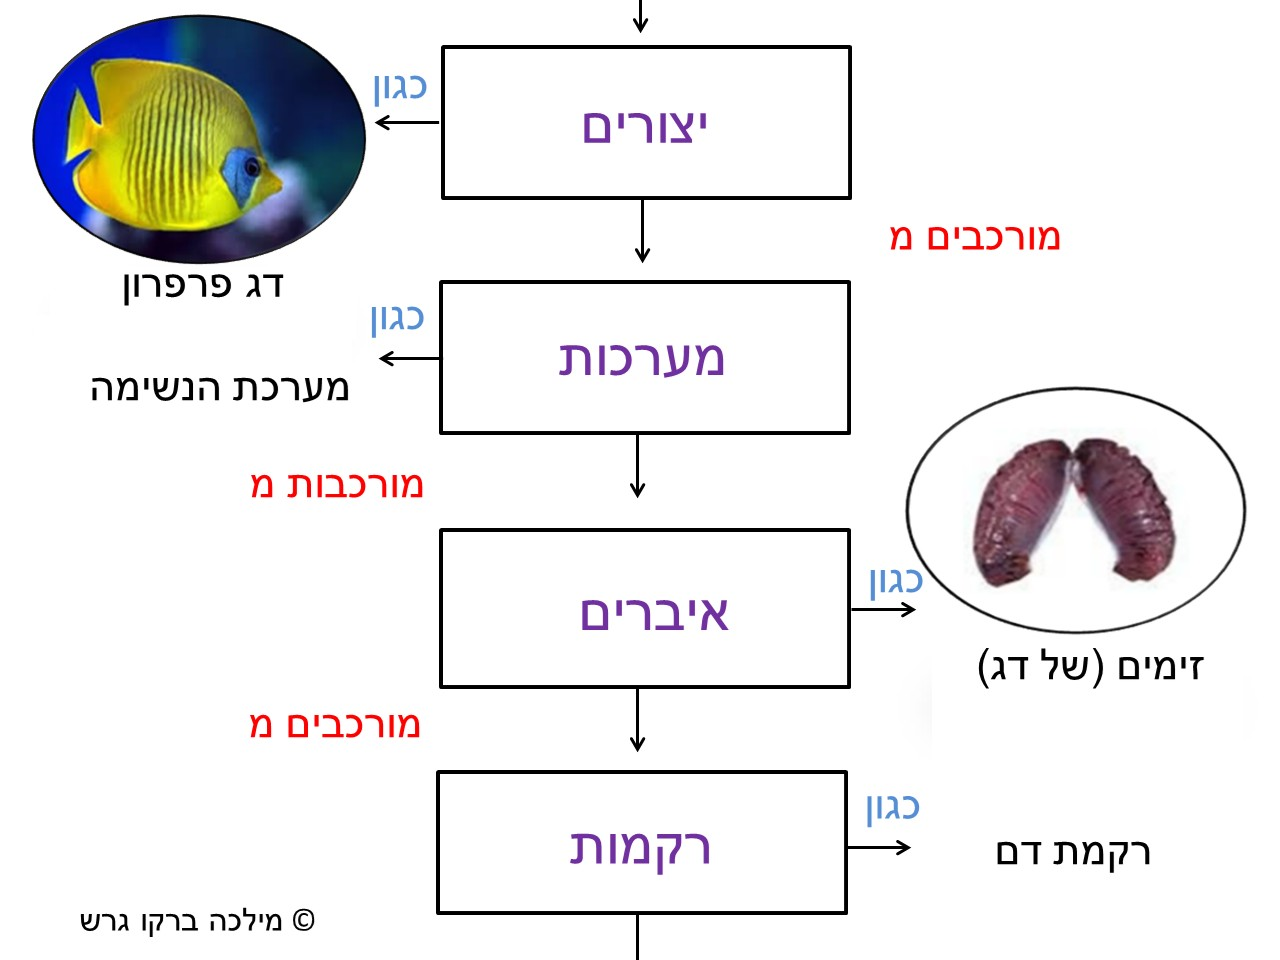 כגון
יצורים
דג פרפרון
מורכבים מ
כגון
מערכות
מערכת הנשימה
מורכבות מ
כגון
איברים
זימים (של דג)
מורכבים מ
כגון
רקמות
רקמת דם
© מילכה ברקו גרש